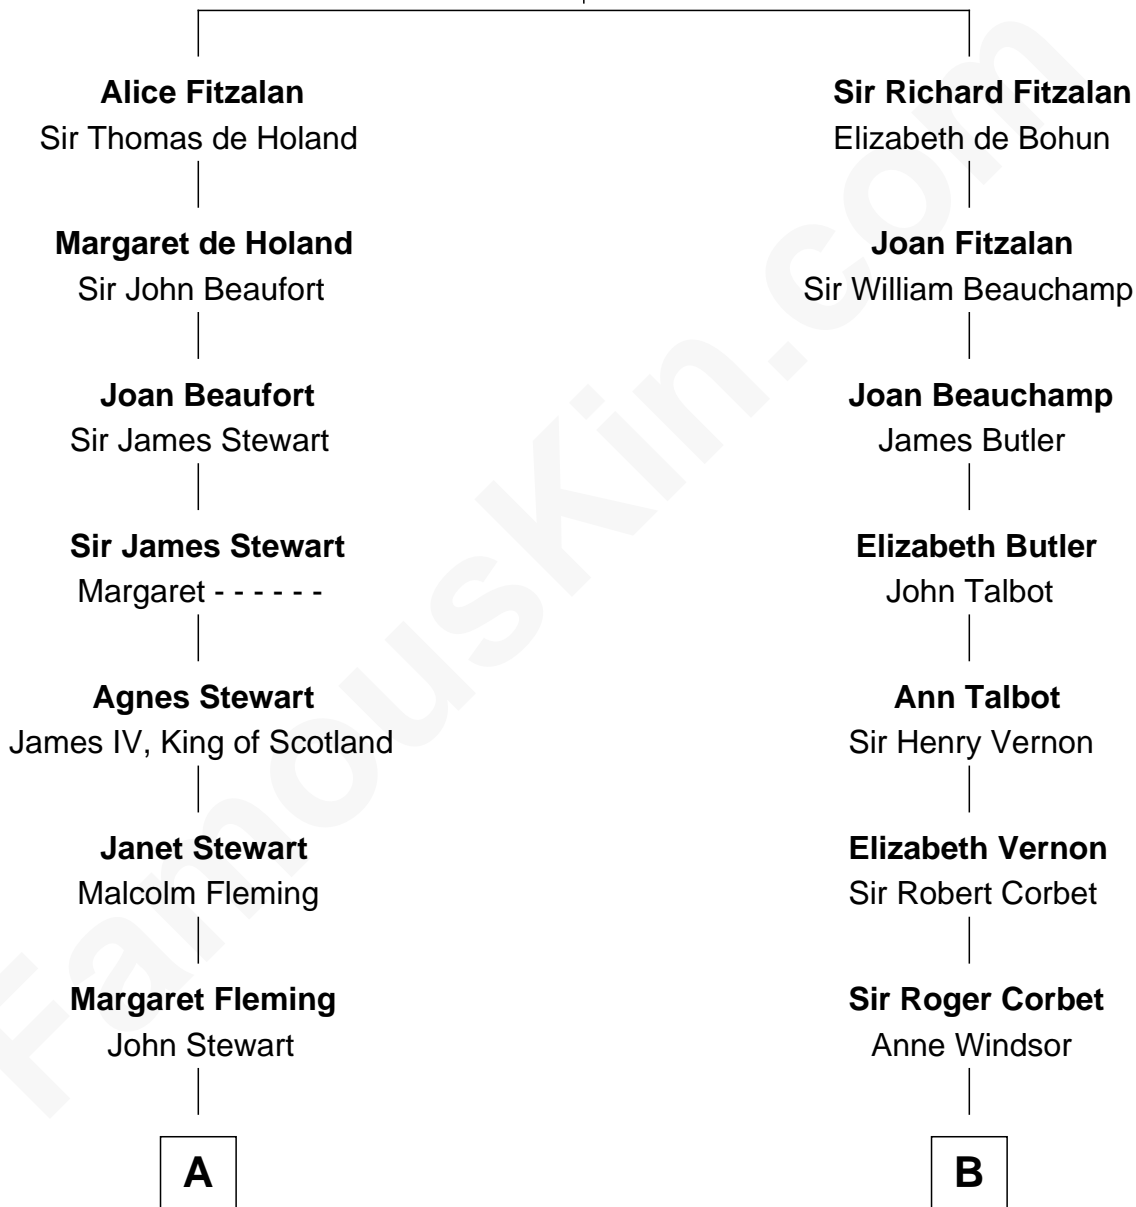 Alice Fitzalan
Sir Thomas de Holand
Margaret de Holand
Sir John Beaufort
Joan Beaufort
Sir James Stewart
Sir James Stewart
Margaret - - - - - -
Agnes Stewart
James IV, King of Scotland
Janet Stewart
Malcolm Fleming
Margaret Fleming
John Stewart
A
Sir Richard Fitzalan
Elizabeth de Bohun
Joan Fitzalan
Sir William Beauchamp
Joan Beauchamp
James Butler
Elizabeth Butler
John Talbot
Ann Talbot
Sir Henry Vernon
Elizabeth Vernon
Sir Robert Corbet
Sir Roger Corbet
Anne Windsor
B
FamousKin.com